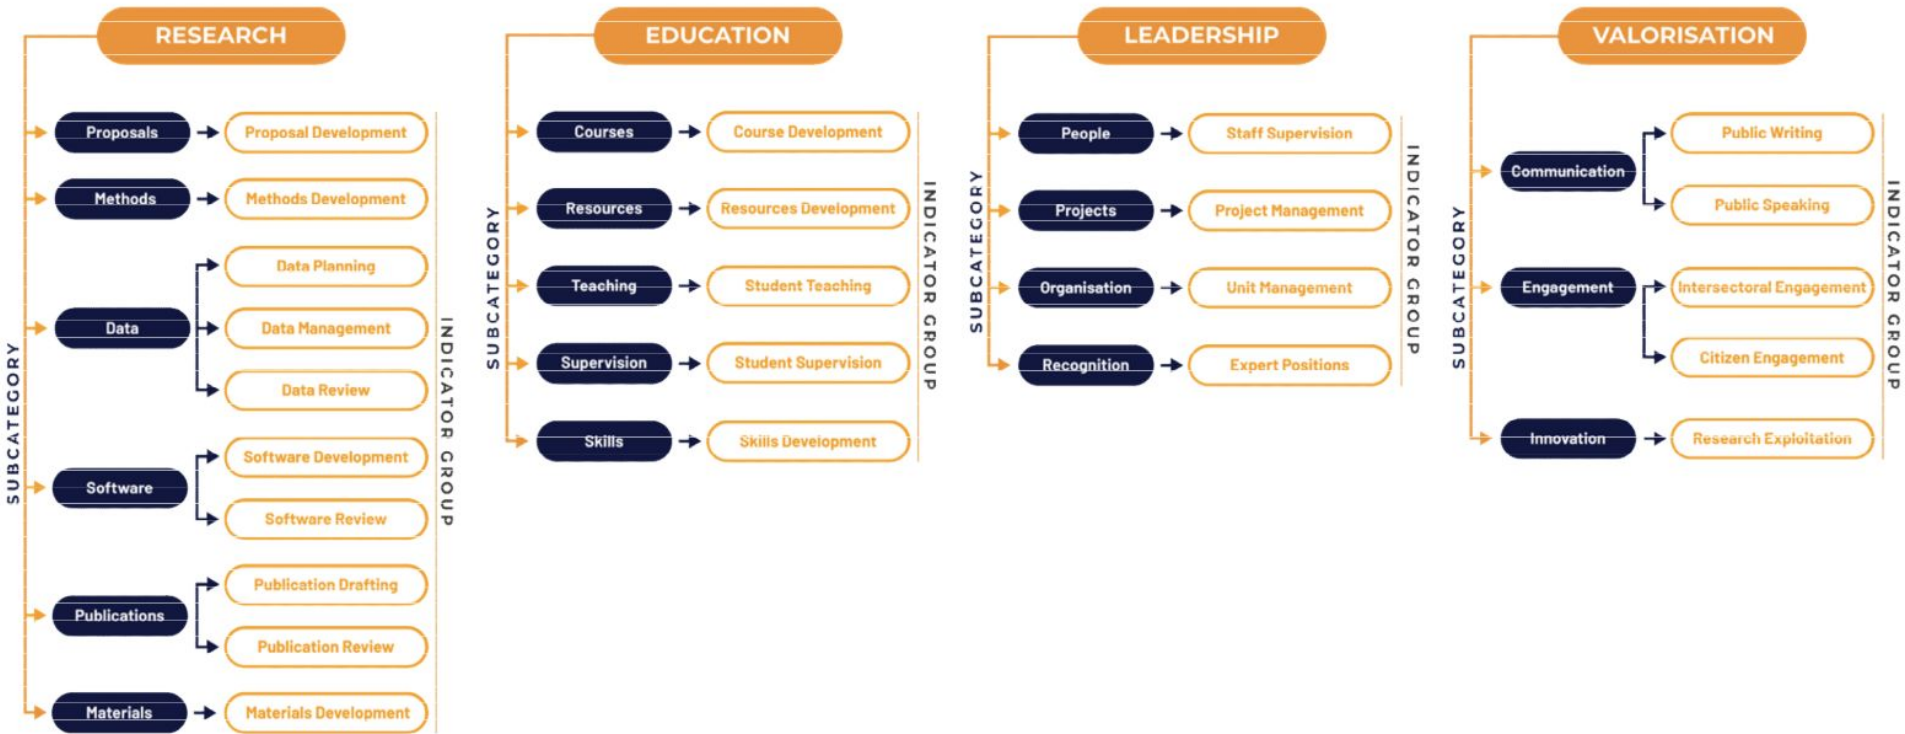 RESEARCH
SUBCATEGORY
Proposals
Proposal Development
Methods
Methods Development
Data
Data Planning
Data Management
Data Review
Software
Software Development
Software Review
Publications
Publication Drafting
Publication Review
Materials
Materials Development
INDICATOR GROUP
EDUCATION
SUBCATEGORY
Courses
Course Development
Resources
Resources Development
Teaching
Student Teaching
Supervision
Student Supervision
Skills
Skills Development
INDICATOR GROUP
LEADERSHIP
SUBCATEGORY
People
Staff Supervision
Projects
Project Management
Organisation
Unit Management
Recognition
Expert Positions
INDICATOR GROUP
VALORISATION
SUBCATEGORY
Communication
Public Writing
Public Speaking
Engagement
Intersectoral Engagement
Citizen Engagement
Innovation
Research Exploitation
INDICATOR GROUP